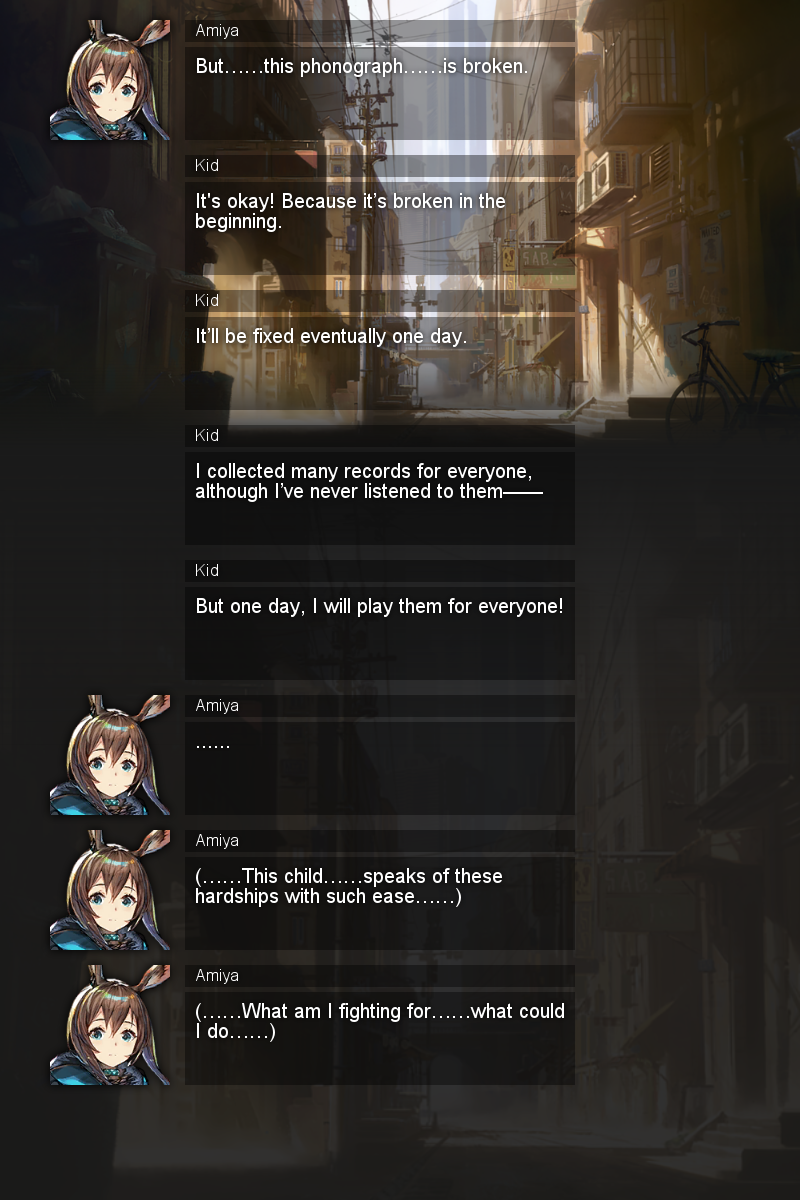 Amiya
But……this phonograph……is broken.
Kid
It's okay! Because it’s broken in the
beginning.
Kid
It’ll be fixed eventually one day.
Kid
I collected many records for everyone,
although I’ve never listened to them——
Kid
But one day, I will play them for everyone!
Amiya
……
Amiya
(……This child……speaks of these
hardships with such ease……)
Amiya
(……What am I fighting for……what could
I do……)